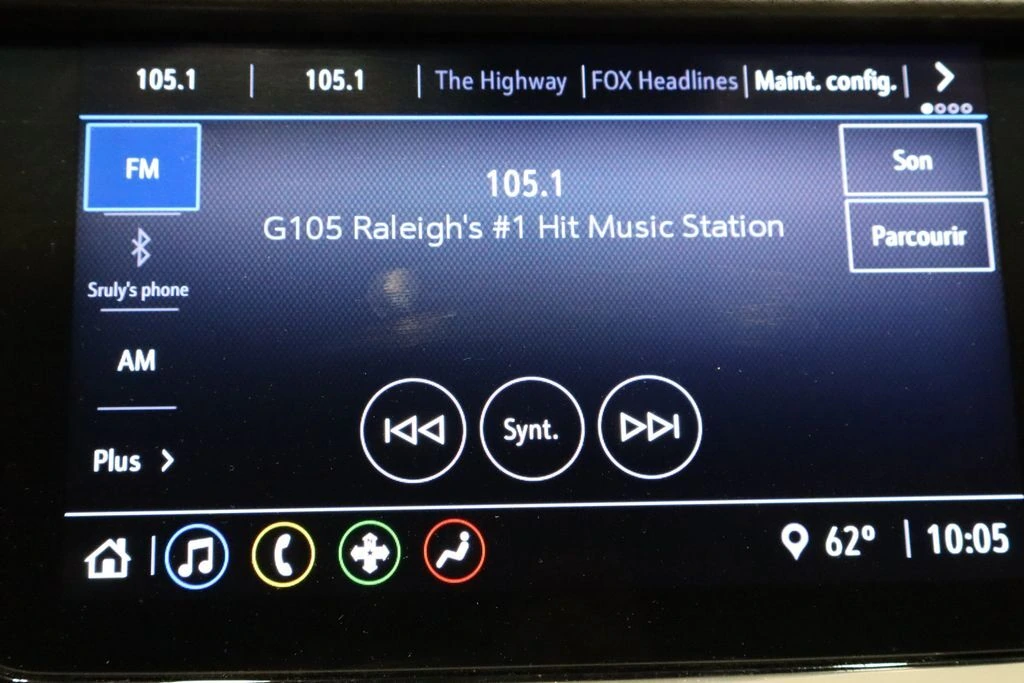 105.1 | 105.1 | The Highway | FOX Headlines | Maint. config. |
FM
105.1
G105 Raleigh's #1 Hit Music Station
Son
Parcourir
Sruly's phone
AM
Plus
Synt.
62° | 10:05